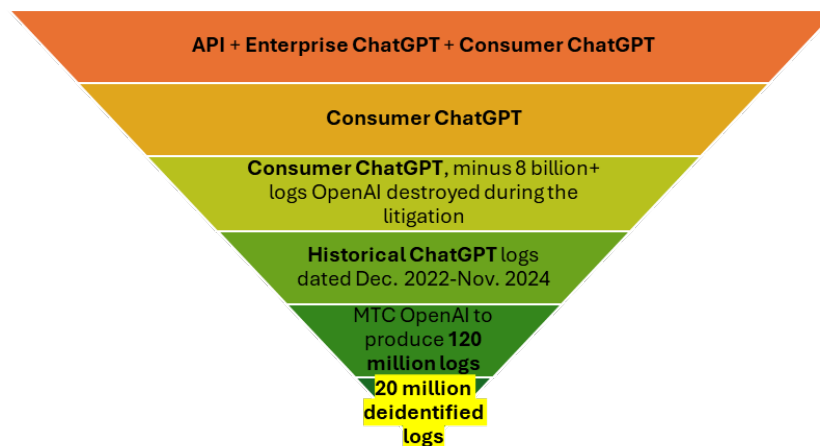 API + Enterprise ChatGPT + Consumer ChatGPT
Consumer ChatGPT
Consumer ChatGPT, minus 8 billion+
logs OpenAI destroyed during the
litigation
Historical ChatGPT logs
dated Dec. 2022-Nov. 2024
MTC OpenAI to
produce 120
million logs
20 million
deidentified
logs